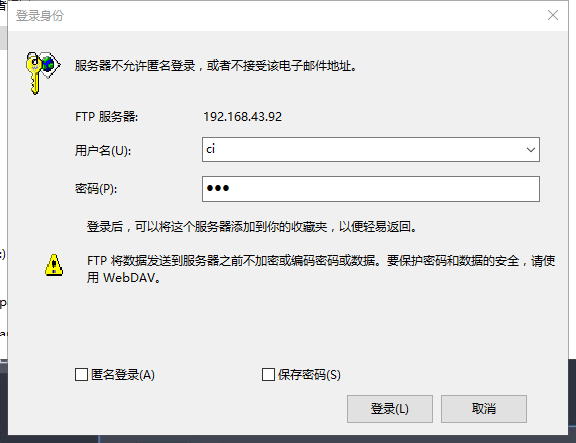 登录身份
服务器不允许匿名登录，或者不接受该电子邮件地址。
FTP 服务器:
192.168.43.92
用户名(U):
ci
密码(P):
●●●
登录后，可以将这个服务器添加到你的收藏夹，以便轻易返回。
FTP 将数据发送到服务器之前不加密或编码密码或数据。要保护密码和数据的安全，请使
用 WebDAV。
匿名登录(A)
保存密码(S)
登录(L)
取消